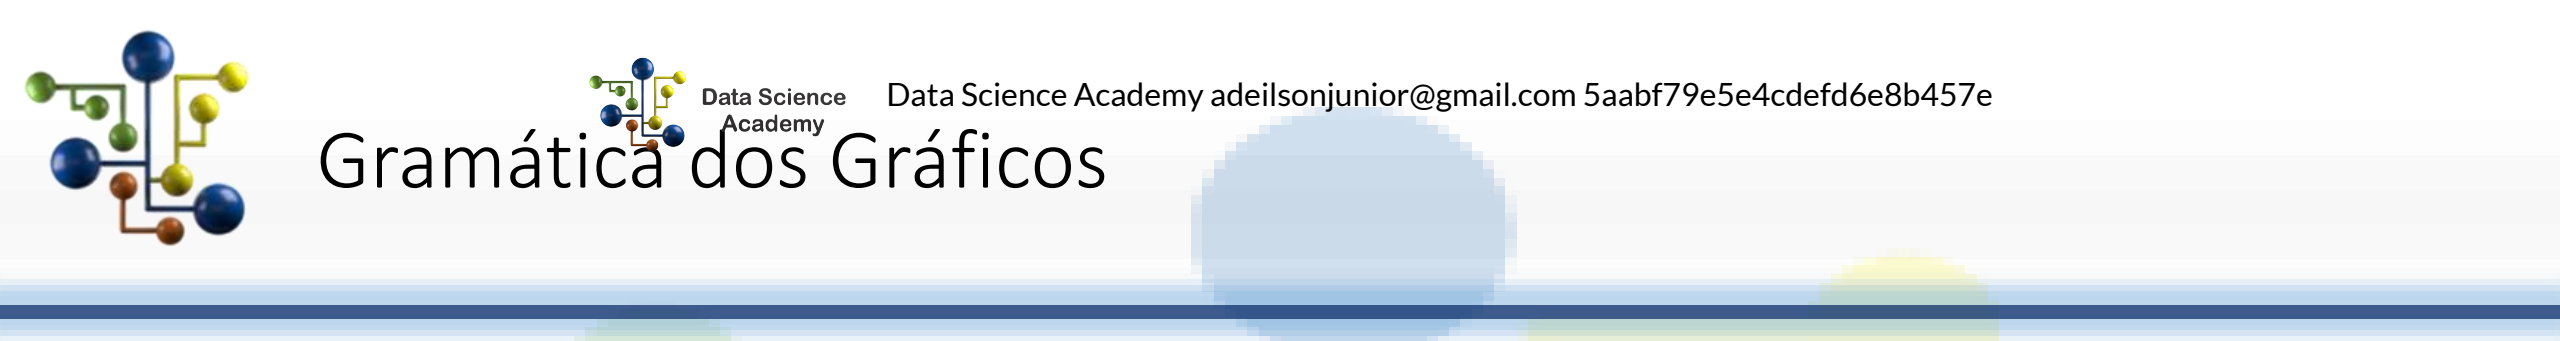 Data Science
Academy
Data Science Academy adeilsonjunior@gmail.com 5aabf79e5e4cdefd6e8b457e
Gramática dos Gráficos